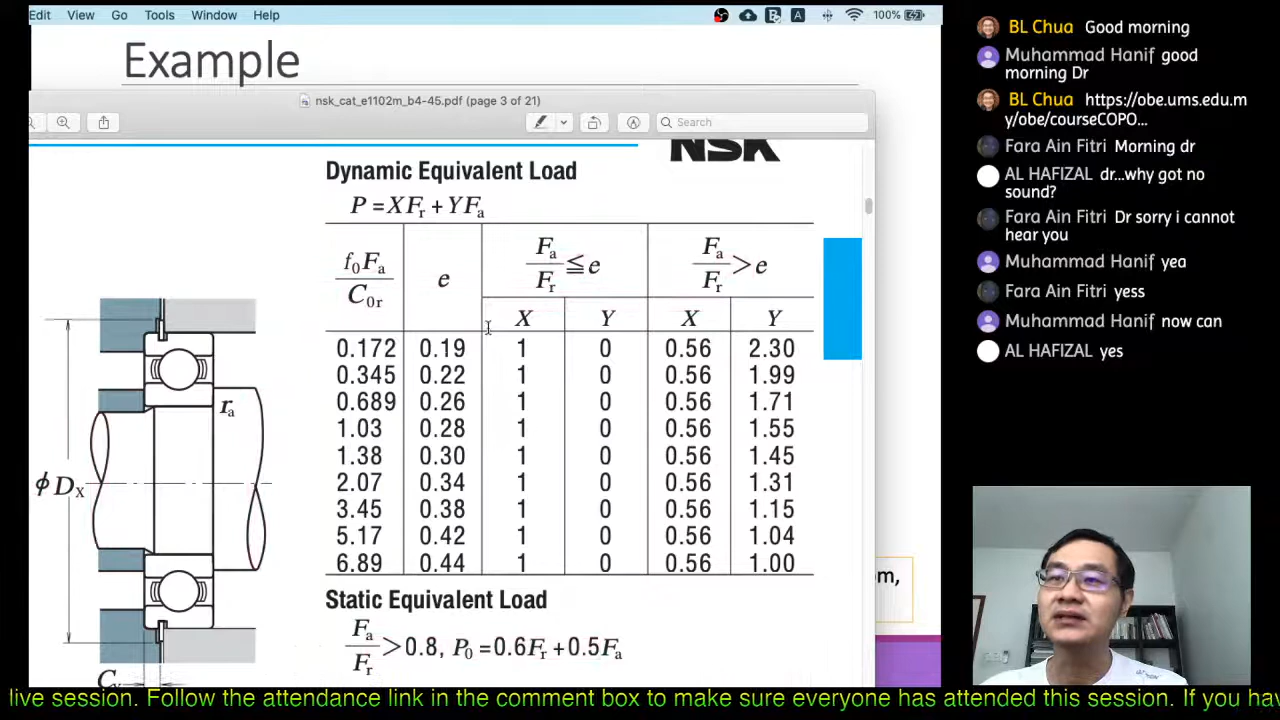 Edit View Go Tools Window Help
A
100%
Example
nsk_cat_e1102m_b4-45.pdf (page 3 of 21)
Search
NSK
Dynamic Equivalent Load
P = XFr + YFa
f0Fa / C0r e Fa / Fr ≦ e Fa / Fr > e
X Y X Y
0.172 0.19 1 0 0.56 2.30
0.345 0.22 1 0 0.56 1.99
0.689 0.26 1 0 0.56 1.71
1.03 0.28 1 0 0.56 1.55
1.38 0.30 1 0 0.56 1.45
2.07 0.34 1 0 0.56 1.31
3.45 0.38 1 0 0.56 1.15
5.17 0.42 1 0 0.56 1.04
6.89 0.44 1 0 0.56 1.00
Static Equivalent Load
Fa / Fr > 0.8, P0 = 0.6Fr + 0.5Fa
ra
ϕ DX
m,
BL Chua Good morning
Muhammad Hanif good
morning Dr
BL Chua https://obe.ums.edu.m
y/obe/courseCOPO...
Fara Ain Fitri Morning dr
AL HAFIZAL dr...why got no
sound?
Fara Ain Fitri Dr sorry i cannot
hear you
Muhammad Hanif yea
Fara Ain Fitri yess
Muhammad Hanif now can
AL HAFIZAL yes
live session. Follow the attendance link in the comment box to make sure everyone has attended this session. If you hav